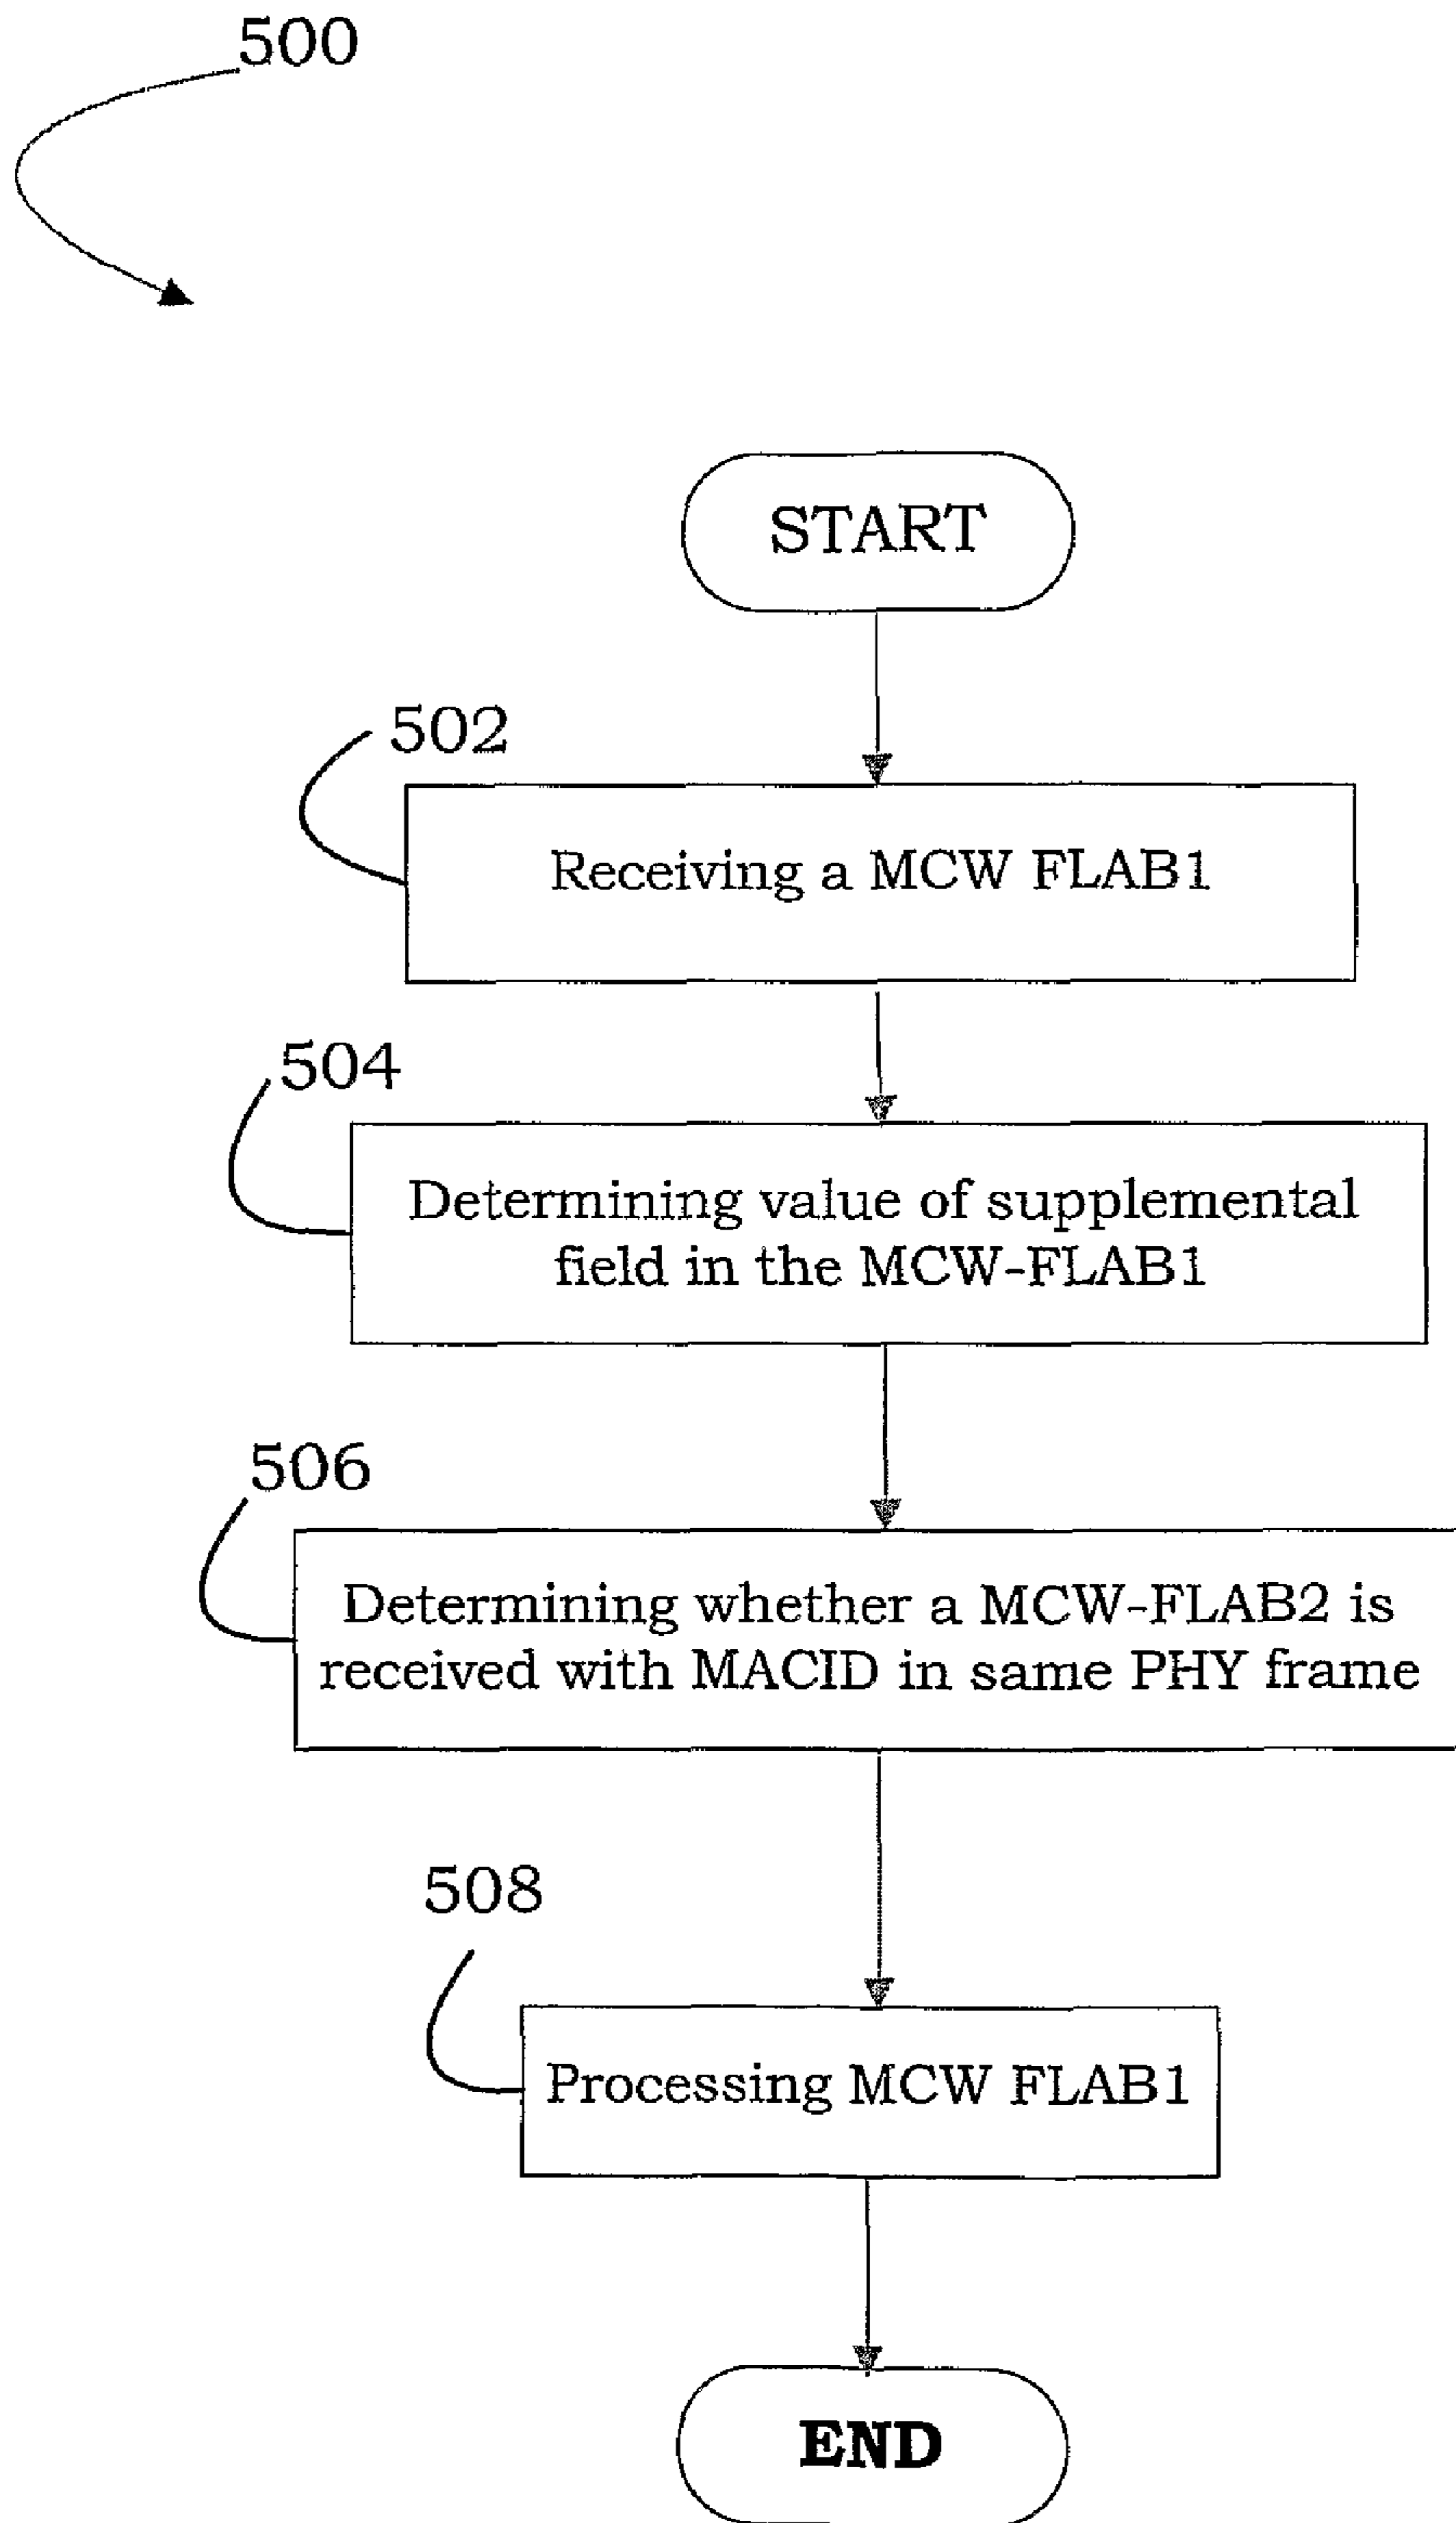 500
START
502
Receiving a MCW FLAB1
504
Determining value of supplemental
field in the MCW-FLAB1
506
Determining whether a MCW-FLAB2 is
received with MACID in same PHY frame
508
Processing MCW FLAB1
END